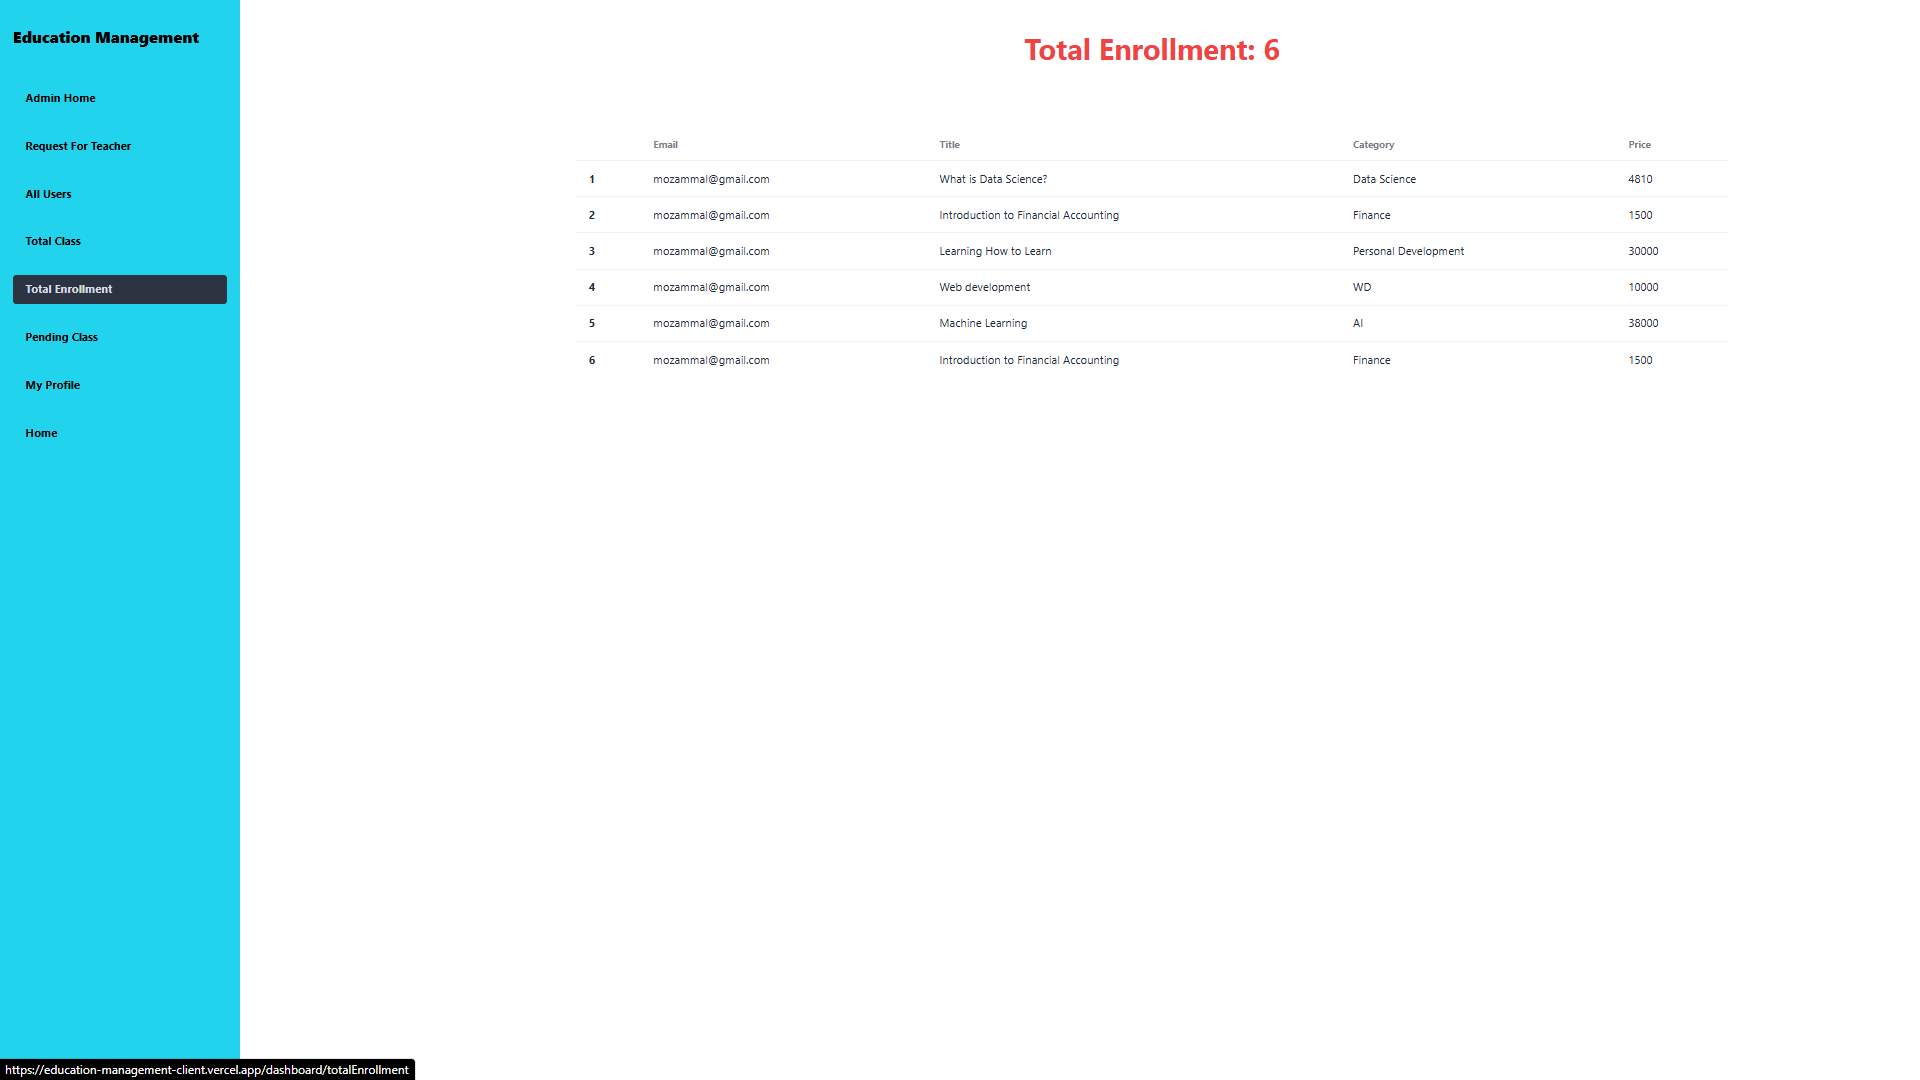 Education Management
Admin Home
Request For Teacher
All Users
Total Class
Total Enrollment
Pending Class
My Profile
Home
Total Enrollment: 6
Email Title Category Price
1 mozammal@gmail.com What is Data Science? Data Science 4810
2 mozammal@gmail.com Introduction to Financial Accounting Finance 1500
3 mozammal@gmail.com Learning How to Learn Personal Development 30000
4 mozammal@gmail.com Web development WD 10000
5 mozammal@gmail.com Machine Learning AI 38000
6 mozammal@gmail.com Introduction to Financial Accounting Finance 1500
https://education-management-client.vercel.app/dashboard/totalEnrollment